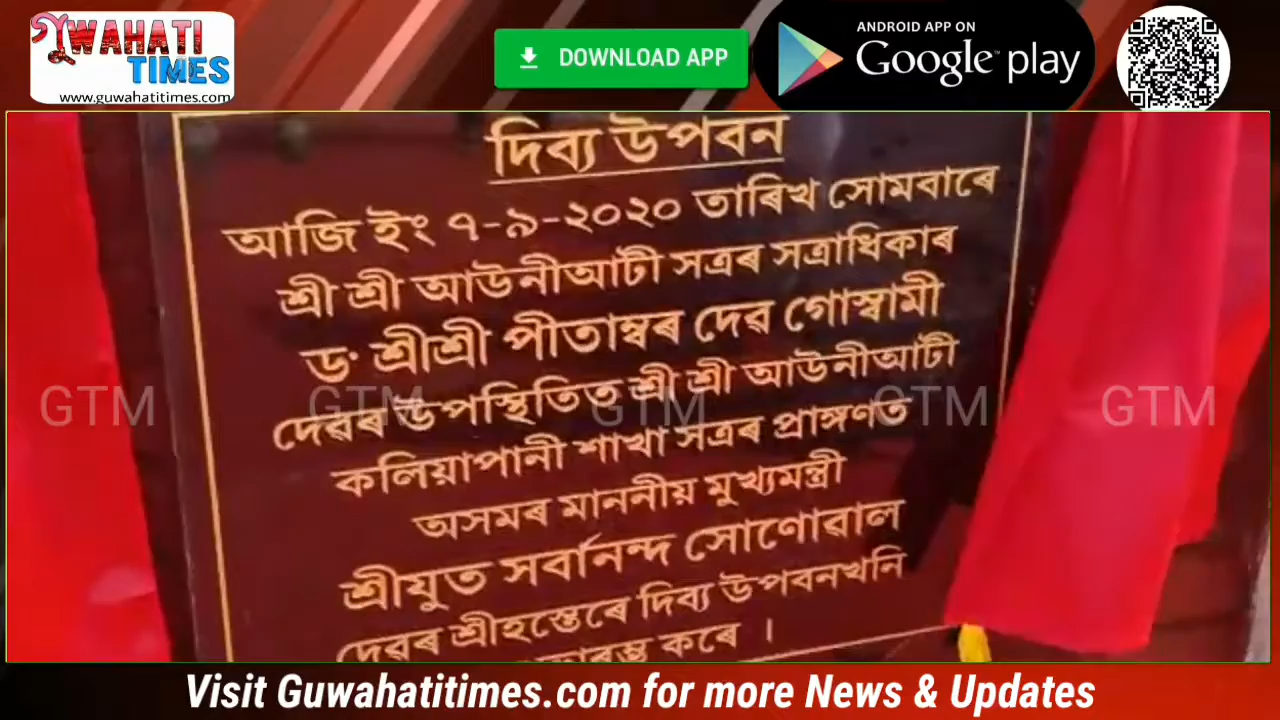 GUWAHATI
TIMES
www.guwahatitimes.com
DOWNLOAD APP
ANDROID APP ON
Google play
দিব্য উপবন
আজি ইং ৭-৯-২০২০ তাৰিখ সোমবাৰে
শ্ৰী শ্ৰী আউনীআটী সত্ৰৰ সত্ৰাধিকাৰ
ড° শ্ৰীশ্ৰী পীতাম্বৰ দেৱ গোস্বামী
দেৱৰ উপস্থিতিত শ্ৰী শ্ৰী আউনীআটী
কলিয়াপানী শাখা সত্ৰৰ প্ৰাঙ্গণত
অসমৰ মাননীয় মুখ্যমন্ত্ৰী
শ্ৰীযুত সৰ্বানন্দ সোণোৱাল
দেৱৰ শ্ৰীহস্তেৰে দিব্য উপবনখনি
কৰে ।
GTM GTM GTM GTM GTM
Visit Guwahatitimes.com for more News & Updates